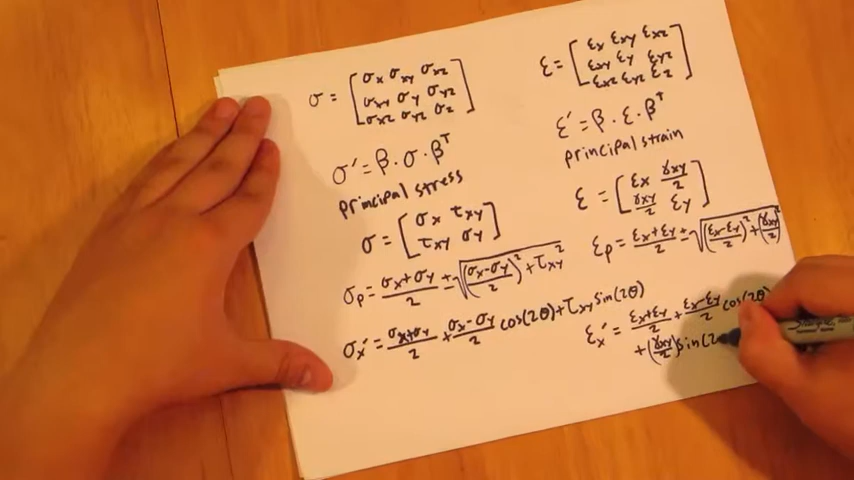 σ = [σx σxy σxz
σxy σy σyz
σxz σyz σz]
σ' = β · σ · βᵀ
principal stress
σ = [σx τxy
τxy σy]
σp = (σx+σy)/2 ± √(((σx-σy)/2)² + τxy²)
σx' = (σx+σy)/2 + (σx-σy)/2 cos(2θ) + τxy sin(2θ)
ε = [εx εxy εxz
εxy εy εyz
εxz εyz εz]
ε' = β · ε · βᵀ
principal strain
ε = [εx γxy/2
γxy/2 εy]
εp = (εx+εy)/2 ± √(((εx-εy)/2)² + (γxy/2)²)
εx' = (εx+εy)/2 + (εx-εy)/2 cos(2θ)
+ (γxy/2) sin(2